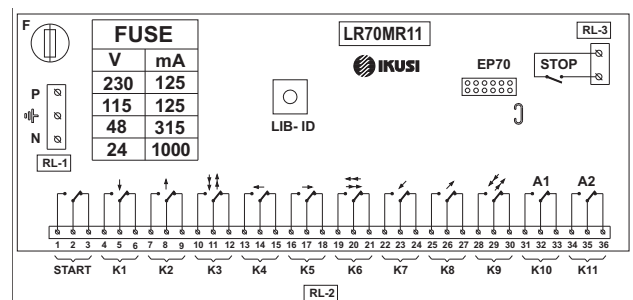 F
FUSE
V mA
230 125
115 125
48 315
24 1000
P
N
RL-1
LR70MR11
IKUSI
LIB- ID
EP70
STOP
RL-3
A1 A2
1 2 3 4 5 6 7 8 9 10 11 12 13 14 15 16 17 18 19 20 21 22 23 24 25 26 27 28 29 30 31 32 33 34 35 36
START K1 K2 K3 K4 K5 K6 K7 K8 K9 K10 K11
RL-2